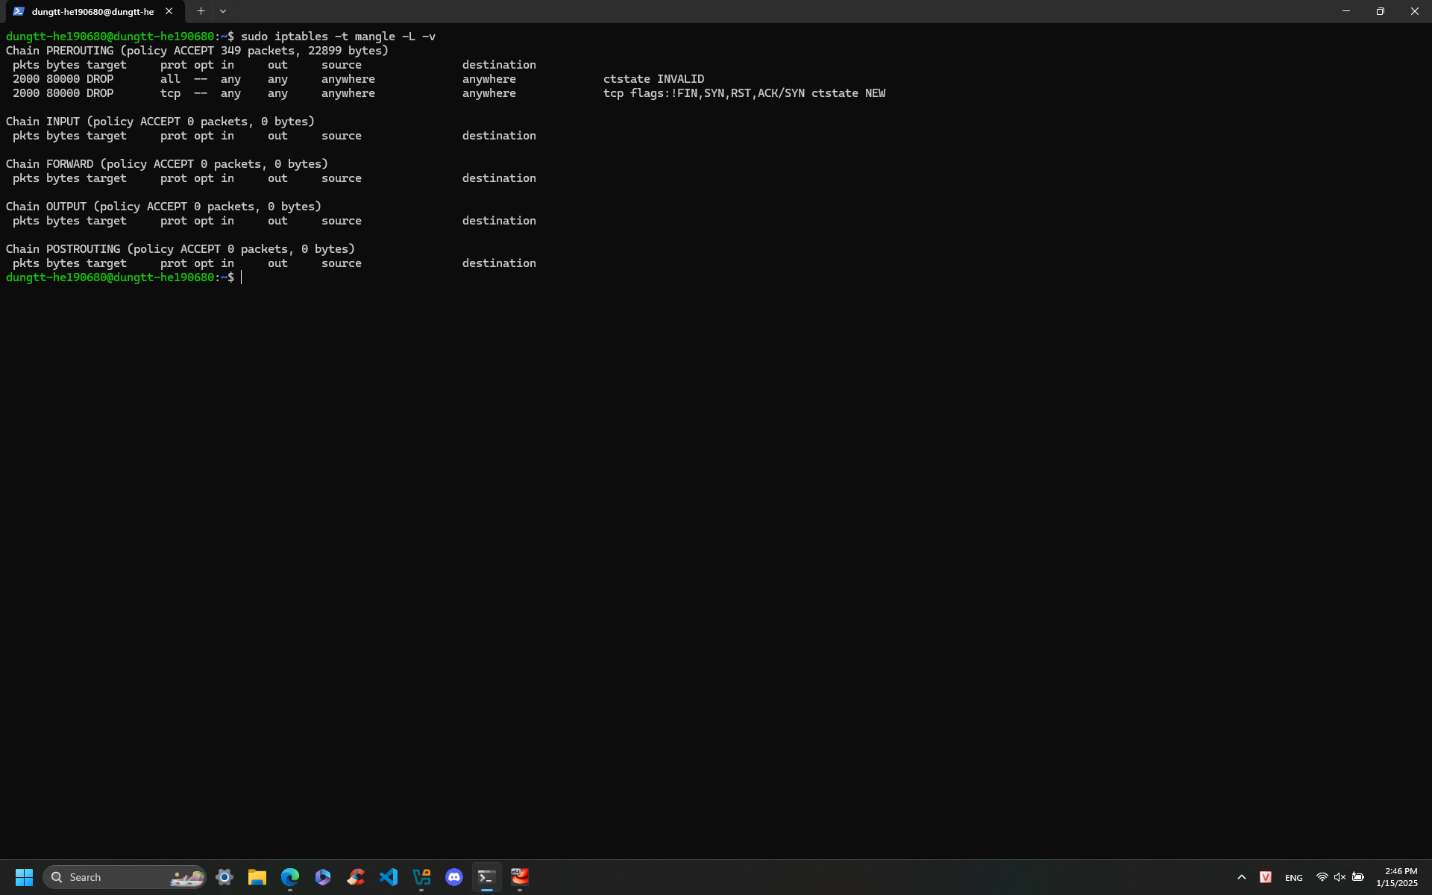 dungtt-he190680@dungtt-he
dungtt-he190680@dungtt-he190680:~$ sudo iptables -t mangle -L -v
Chain PREROUTING (policy ACCEPT 349 packets, 22899 bytes)
 pkts bytes target     prot opt in     out     source               destination
 2000 80000 DROP       all  --  any    any     anywhere             anywhere             ctstate INVALID
 2000 80000 DROP       tcp  --  any    any     anywhere             anywhere             tcp flags:!FIN,SYN,RST,ACK/SYN ctstate NEW
Chain INPUT (policy ACCEPT 0 packets, 0 bytes)
 pkts bytes target     prot opt in     out     source               destination
Chain FORWARD (policy ACCEPT 0 packets, 0 bytes)
 pkts bytes target     prot opt in     out     source               destination
Chain OUTPUT (policy ACCEPT 0 packets, 0 bytes)
 pkts bytes target     prot opt in     out     source               destination
Chain POSTROUTING (policy ACCEPT 0 packets, 0 bytes)
 pkts bytes target     prot opt in     out     source               destination
dungtt-he190680@dungtt-he190680:~$
Search
V
ENG
2:46 PM
1/15/2025